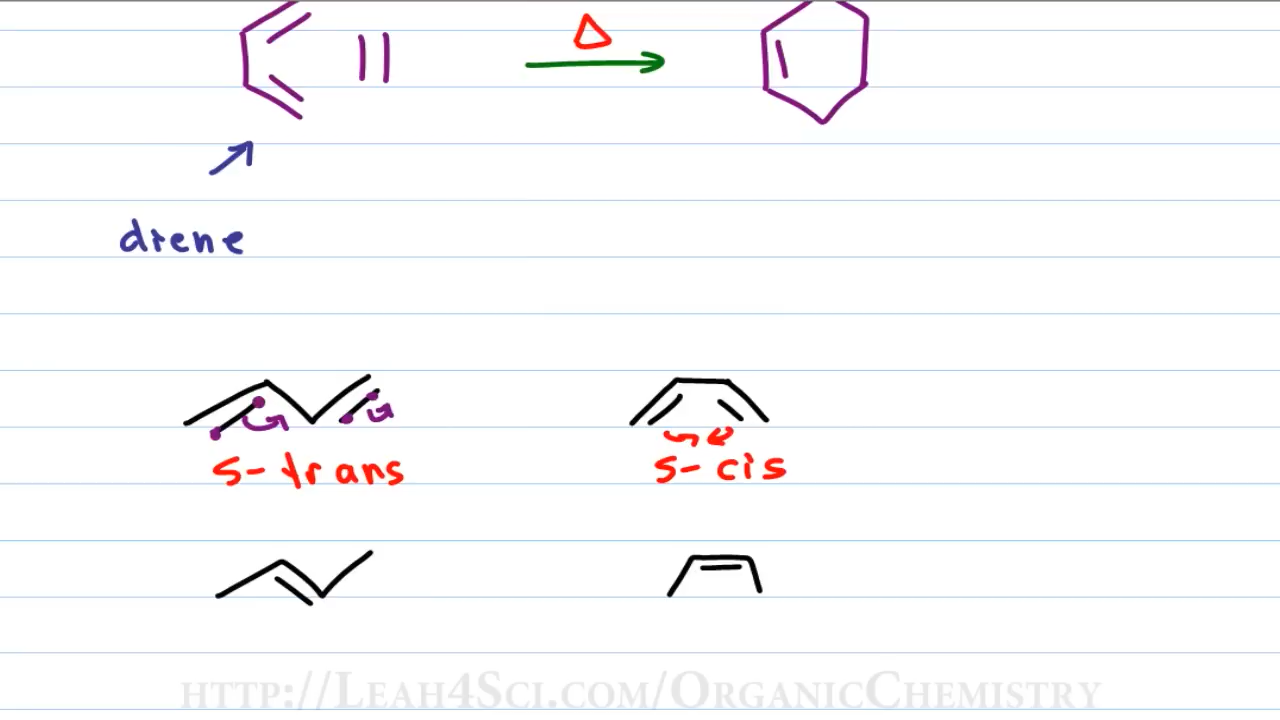 Δ
diene
s-trans
s-cis
http://Leah4Sci.com/OrganicChemistry